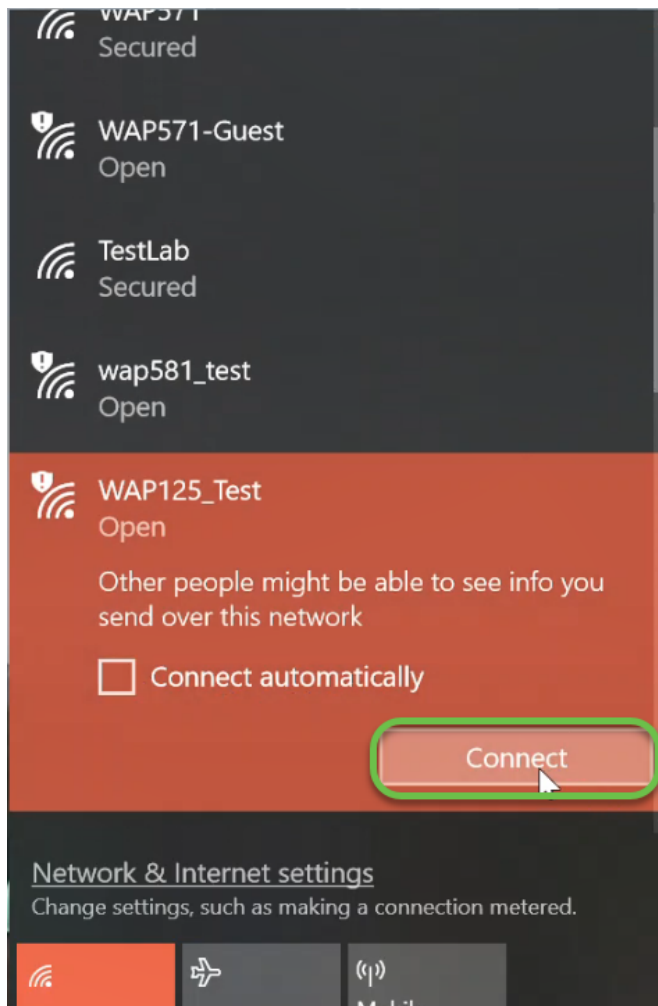 WAP571
Secured
WAP571-Guest
Open
TestLab
Secured
wap581_test
Open
WAP125_Test
Open
Other people might be able to see info you
send over this network
Connect automatically
Connect
Network & Internet settings
Change settings, such as making a connection metered.